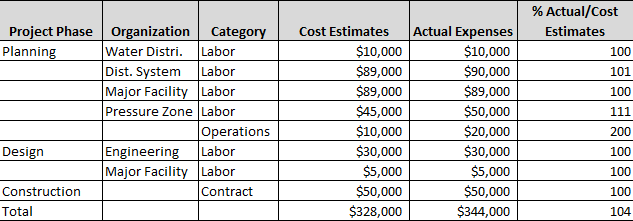 % Actual/Cost
Project Phase Organization Category Cost Estimates Actual Expenses Estimates
Planning Water Distri. Labor $10,000 $10,000 100
Dist. System Labor $89,000 $90,000 101
Major Facility Labor $89,000 $89,000 100
Pressure Zone Labor $45,000 $50,000 111
Operations $10,000 $20,000 200
Design Engineering Labor $30,000 $30,000 100
Major Facility Labor $5,000 $5,000 100
Construction Contract $50,000 $50,000 100
Total $328,000 $344,000 104